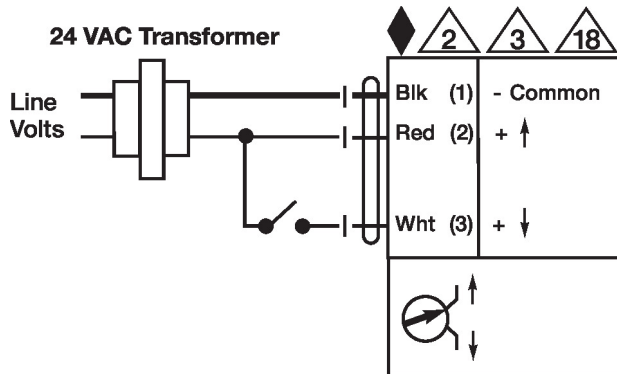 24 VAC Transformer
2 3 18
Line
Volts
Blk (1) - Common
Red (2) + ↑
Wht (3) + ↓